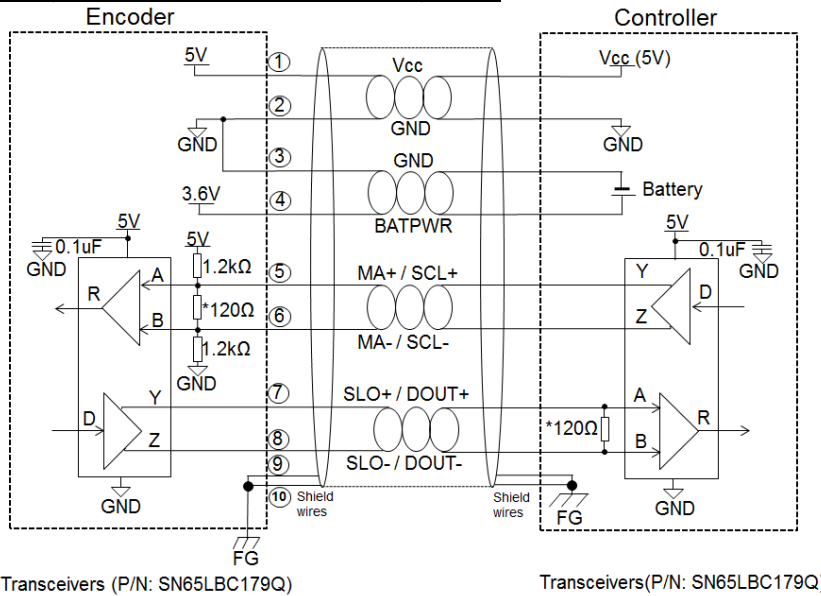 Encoder
Controller
5V
①
Vcc
Vcc (5V)
②
GND
GND
GND
③
GND
3.6V
④
Battery
BATPWR
5V
5V
0.1uF
GND
5V
1.2kΩ
⑤
MA+ / SCL+
0.1uF
GND
A
Y
R
*120Ω
D
B
⑥
Z
1.2kΩ
MA- / SCL-
GND
⑦
SLO+ / DOUT+
Y
A
D
*120Ω
R
Z
⑧
B
⑨
SLO- / DOUT-
⑩
Shield
wires
Shield
wires
GND
FG
GND
FG
Transceivers (P/N: SN65LBC179Q)
Transceivers(P/N: SN65LBC179Q)